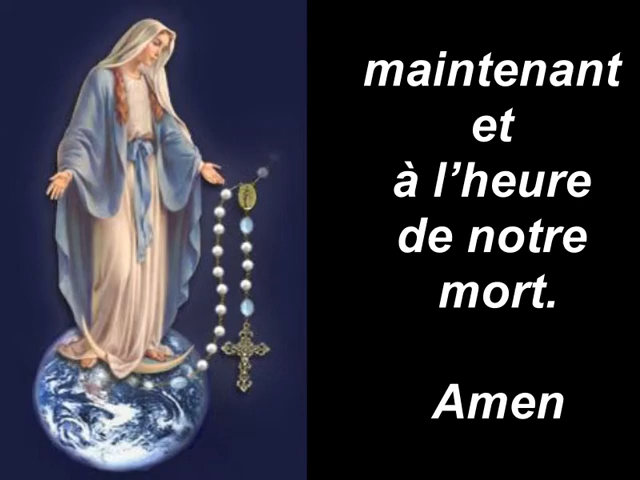 maintenant
et
à l’heure
de notre
mort.
Amen